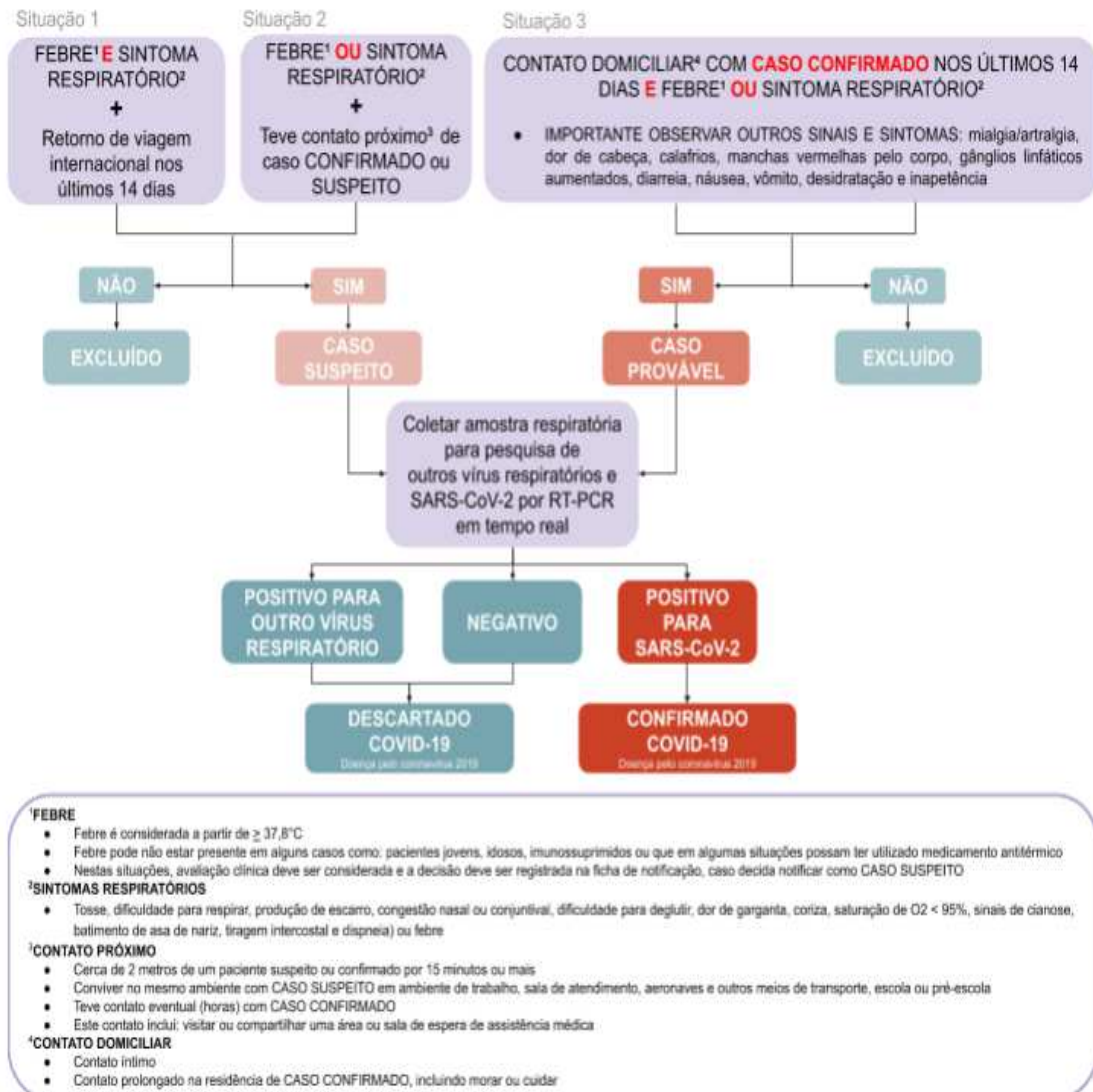 Situação 1
FEBRE¹ E SINTOMA
RESPIRATÓRIO²
+
Retorno de viagem
internacional nos
últimos 14 dias
Situação 2
FEBRE¹ OU SINTOMA
RESPIRATÓRIO²
+
Teve contato próximo³ de
caso CONFIRMADO ou
SUSPEITO
Situação 3
CONTATO DOMICILIAR⁴ COM CASO CONFIRMADO NOS ÚLTIMOS 14
DIAS E FEBRE¹ OU SINTOMA RESPIRATÓRIO²
● IMPORTANTE OBSERVAR OUTROS SINAIS E SINTOMAS: mialgia/artralgia,
dor de cabeça, calafrios, manchas vermelhas pelo corpo, gânglios linfáticos
aumentados, diarreia, náusea, vômito, desidratação e inapetência
NÃO
SIM
SIM
NÃO
EXCLUÍDO
CASO
SUSPEITO
CASO
PROVÁVEL
EXCLUÍDO
Coletar amostra respiratória
para pesquisa de
outros vírus respiratórios e
SARS-CoV-2 por RT-PCR
em tempo real
POSITIVO PARA
OUTRO VÍRUS
RESPIRATÓRIO
NEGATIVO
POSITIVO
PARA
SARS-CoV-2
DESCARTADO
COVID-19
Doença pelo coronavírus 2019
CONFIRMADO
COVID-19
Doença pelo coronavírus 2019
¹FEBRE
● Febre é considerada a partir de ≥ 37,8°C
● Febre pode não estar presente em alguns casos como: pacientes jovens, idosos, imunossuprimidos ou que em algumas situações possam ter utilizado medicamento antitérmico
● Nestas situações, avaliação clínica deve ser considerada e a decisão deve ser registrada na ficha de notificação, caso decida notificar como CASO SUSPEITO
²SINTOMAS RESPIRATÓRIOS
● Tosse, dificuldade para respirar, produção de escarro, congestão nasal ou conjuntival, dificuldade para deglutir, dor de garganta, coriza, saturação de O2 < 95%, sinais de cianose,
batimento de asa de nariz, tiragem intercostal e dispneia) ou febre
³CONTATO PRÓXIMO
● Cerca de 2 metros de um paciente suspeito ou confirmado por 15 minutos ou mais
● Conviver no mesmo ambiente com CASO SUSPEITO em ambiente de trabalho, sala de atendimento, aeronaves e outros meios de transporte, escola ou pré-escola
● Teve contato eventual (horas) com CASO CONFIRMADO
● Este contato inclui: visitar ou compartilhar uma área ou sala de espera de assistência médica
⁴CONTATO DOMICILIAR
● Contato íntimo
● Contato prolongado na residência de CASO CONFIRMADO, incluindo morar ou cuidar